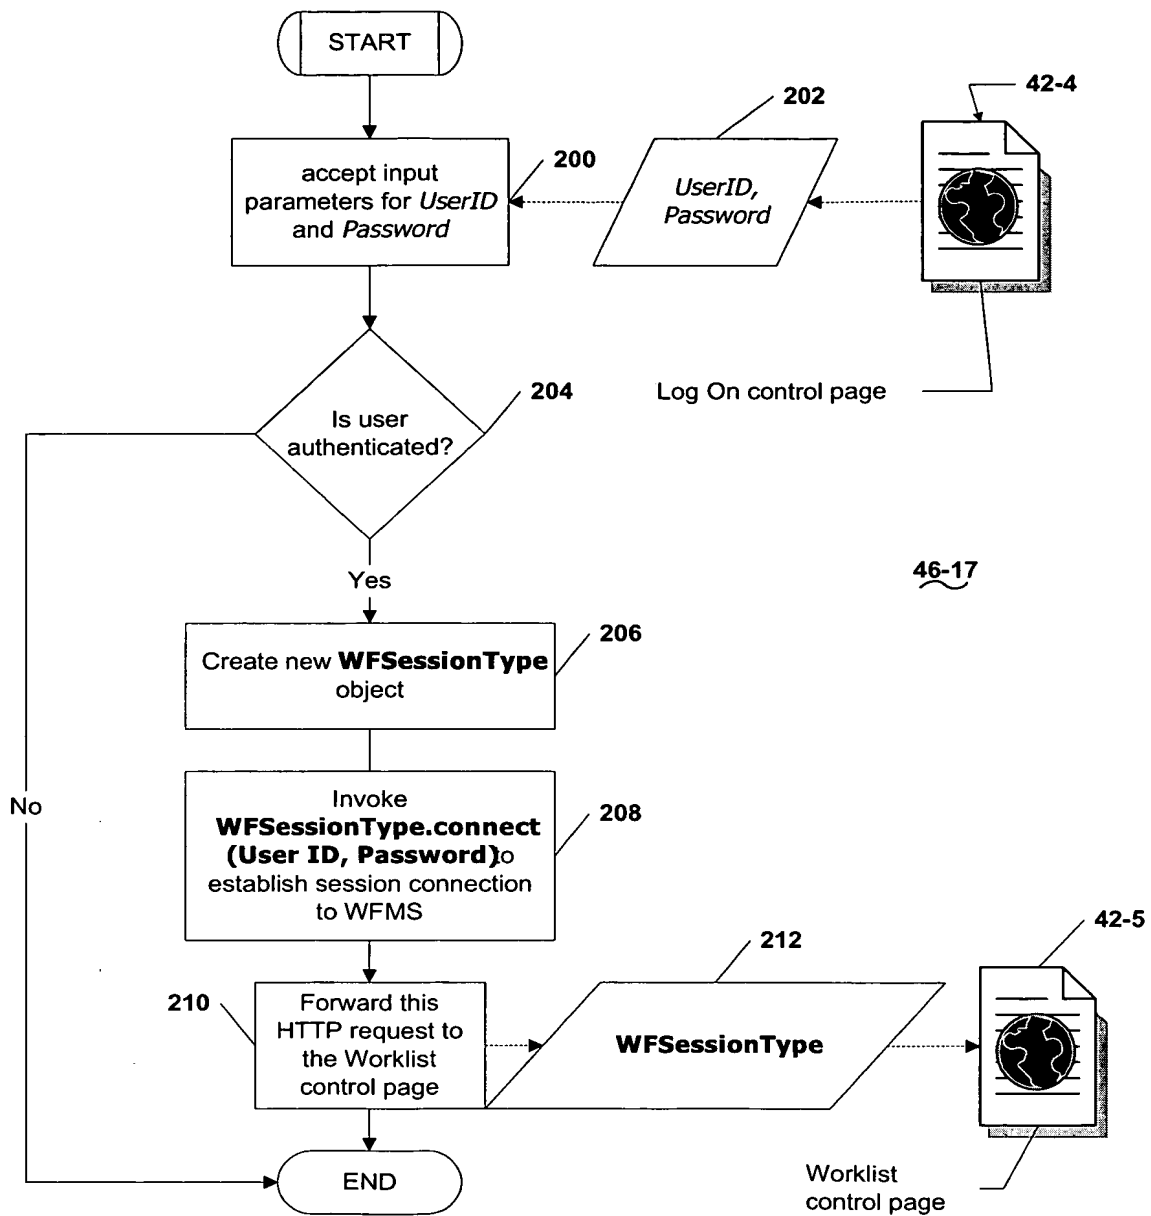 START
42-4
202
200
accept input
parameters for UserID
and Password
UserID,
Password
204
Log On control page
Is user
authenticated?
46-17
Yes
206
Create new WFSessionType
object
No
208
Invoke
WFSessionType.connect
(User ID, Password)to
establish session connection
to WFMS
212
42-5
210
Forward this
HTTP request to
the Worklist
control page
WFSessionType
END
Worklist
control page